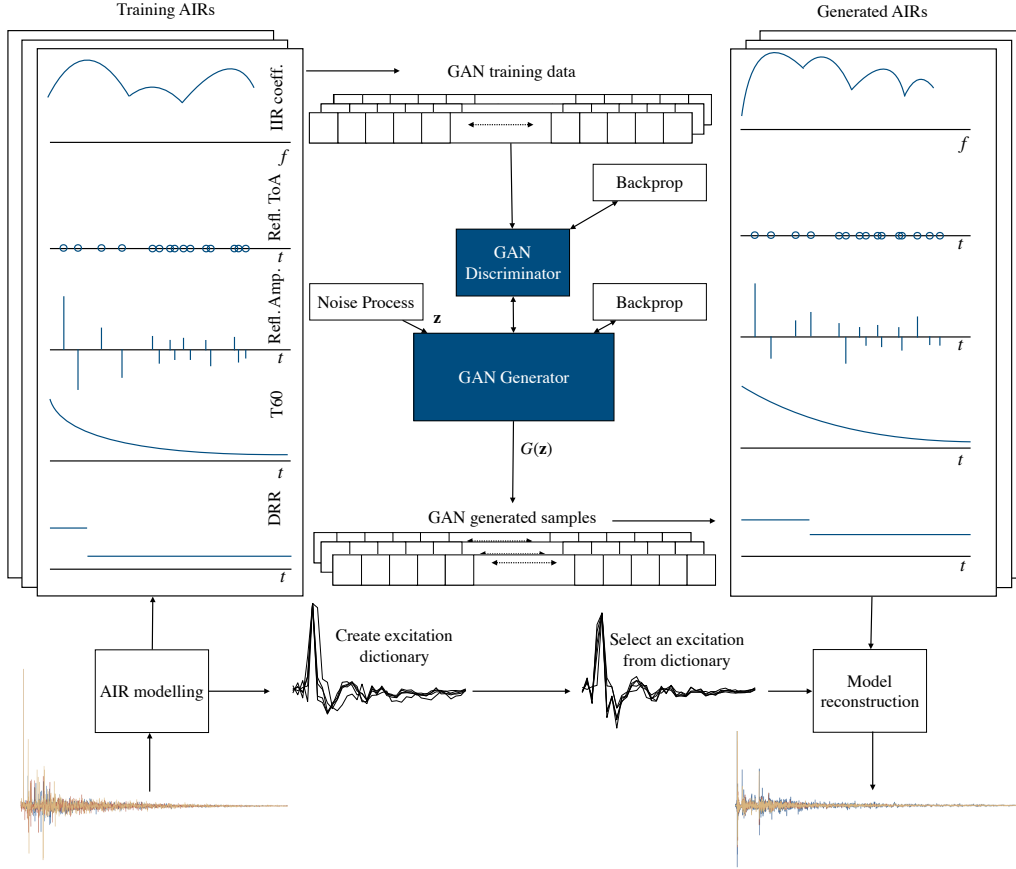 Training AIRs
Generated AIRs
IIR coeff.
f
Refl. ToA
t
Refl. Amp.
t
T60
t
DRR
t
GAN training data
Backprop
GAN
Discriminator
Noise Process
z
Backprop
GAN Generator
G(z)
GAN generated samples
f
t
t
t
t
AIR modelling
Create excitation
dictionary
Select an excitation
from dictionary
Model
reconstruction